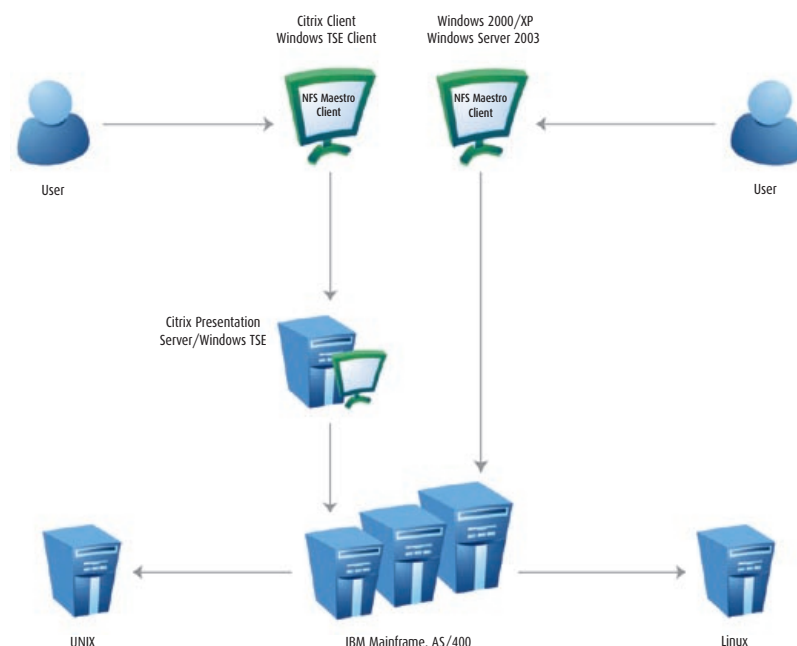 Citrix Client
Windows TSE Client
Windows 2000/XP
Windows Server 2003
NFS Maestro
Client
NFS Maestro
Client
User
User
Citrix Presentation
Server/Windows TSE
UNIX
IBM Mainframe, AS/400
Linux